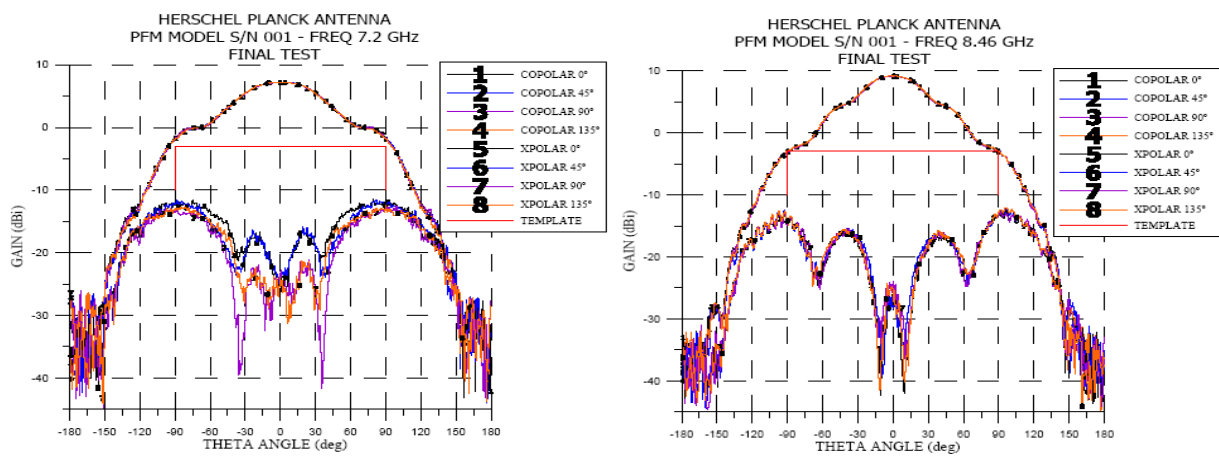 HERSCHEL PLANCK ANTENNA
PFM MODEL S/N 001 - FREQ 7.2 GHz
FINAL TEST
10
0
-10
-20
-30
-40
GAIN (dBi)
-180 -150 -120 -90 -60 -30 0 30 60 90 120 150 180
THETA ANGLE (deg)
1 COPOLAR 0°
2 COPOLAR 45°
3 COPOLAR 90°
4 COPOLAR 135°
5 XPOLAR 0°
6 XPOLAR 45°
7 XPOLAR 90°
8 XPOLAR 135°
TEMPLATE
HERSCHEL PLANCK ANTENNA
PFM MODEL S/N 001 - FREQ 8.46 GHz
FINAL TEST
10
0
-10
-20
-30
-40
GAIN (dBi)
-180 -150 -120 -90 -60 -30 0 30 60 90 120 150 180
THETA ANGLE (deg)
1 COPOLAR 0°
2 COPOLAR 45°
3 COPOLAR 90°
4 COPOLAR 135°
5 XPOLAR 0°
6 XPOLAR 45°
7 XPOLAR 90°
8 XPOLAR 135°
TEMPLATE